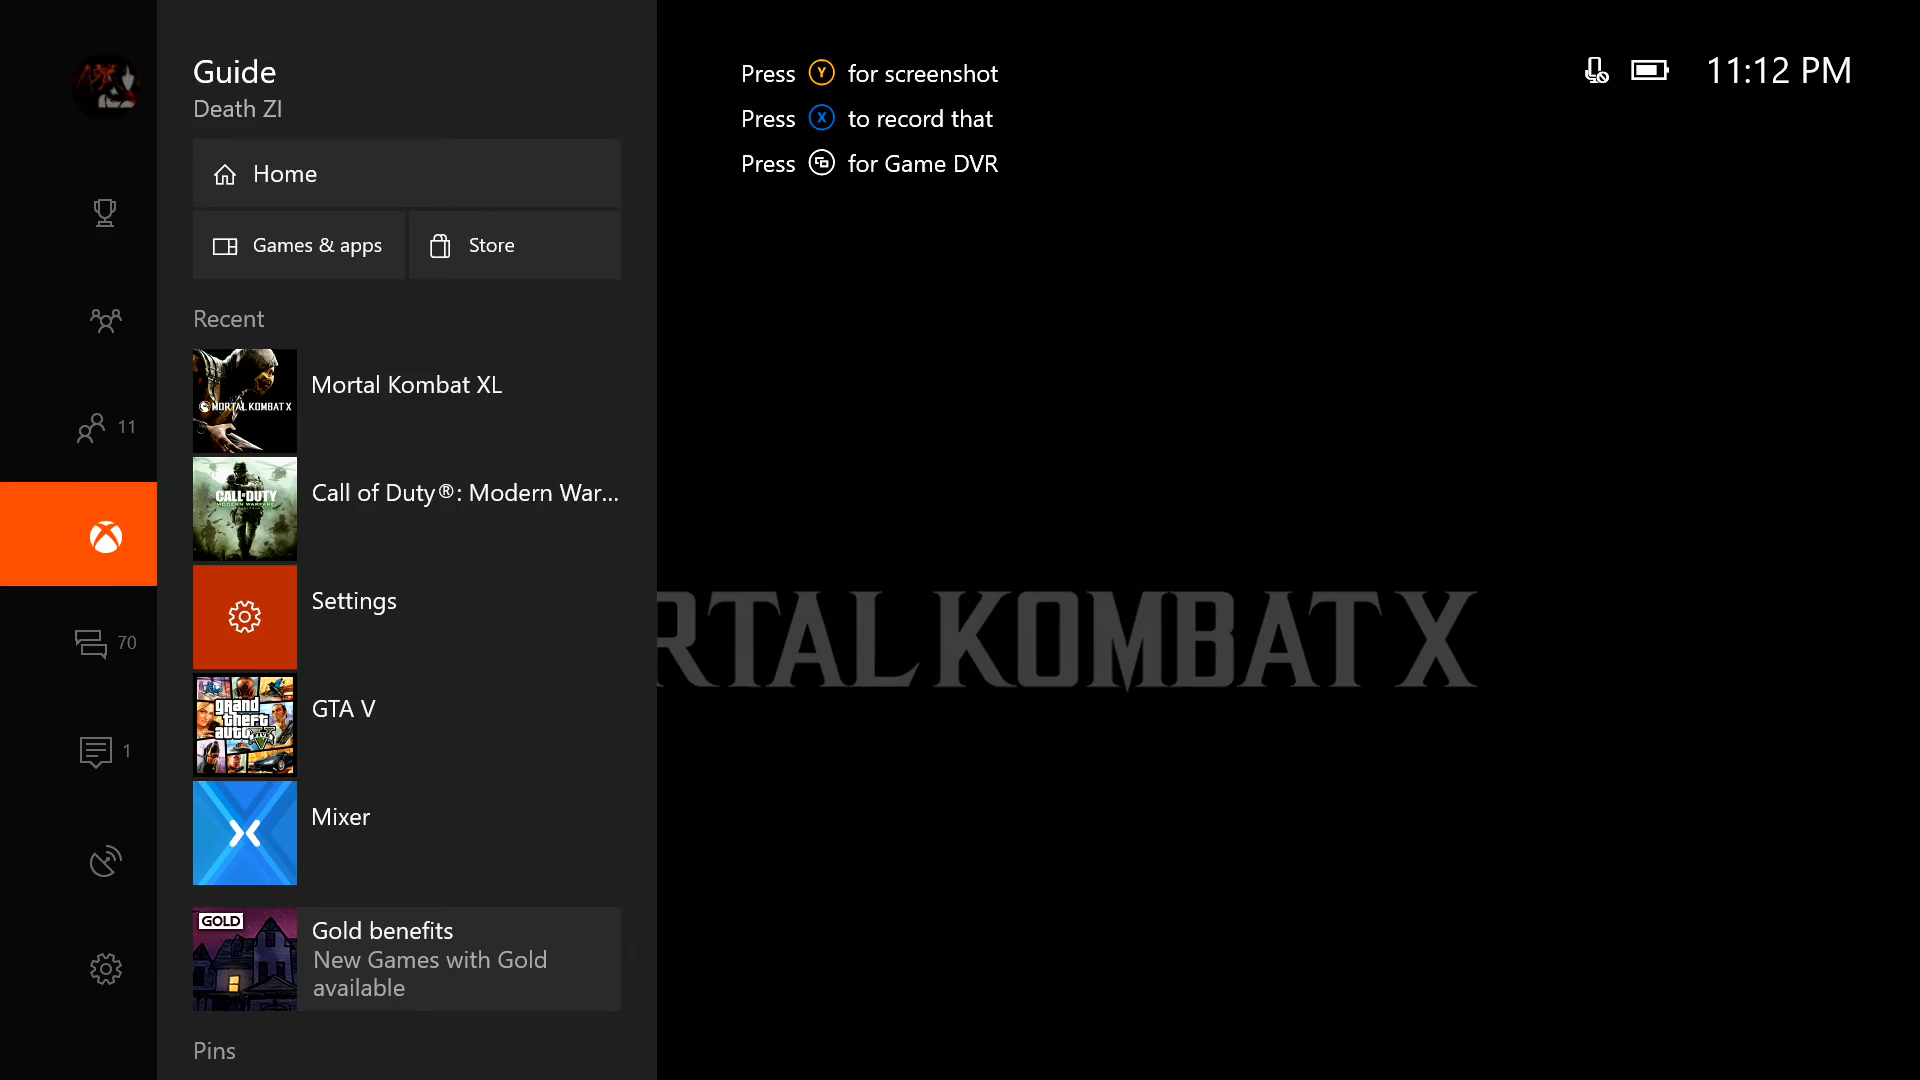 Guide
Death ZI
Home
Games & apps
Store
Recent
MORTAL KOMBAT X
Mortal Kombat XL
CALL OF DUTY
MODERN WARFARE
Call of Duty®: Modern War...
Settings
grand
theft
auto
V
GTA V
Mixer
GOLD
Gold benefits
New Games with Gold
available
Pins
11
70
1
Press Y for screenshot
Press X to record that
Press for Game DVR
11:12 PM
RTAL KOMBAT X